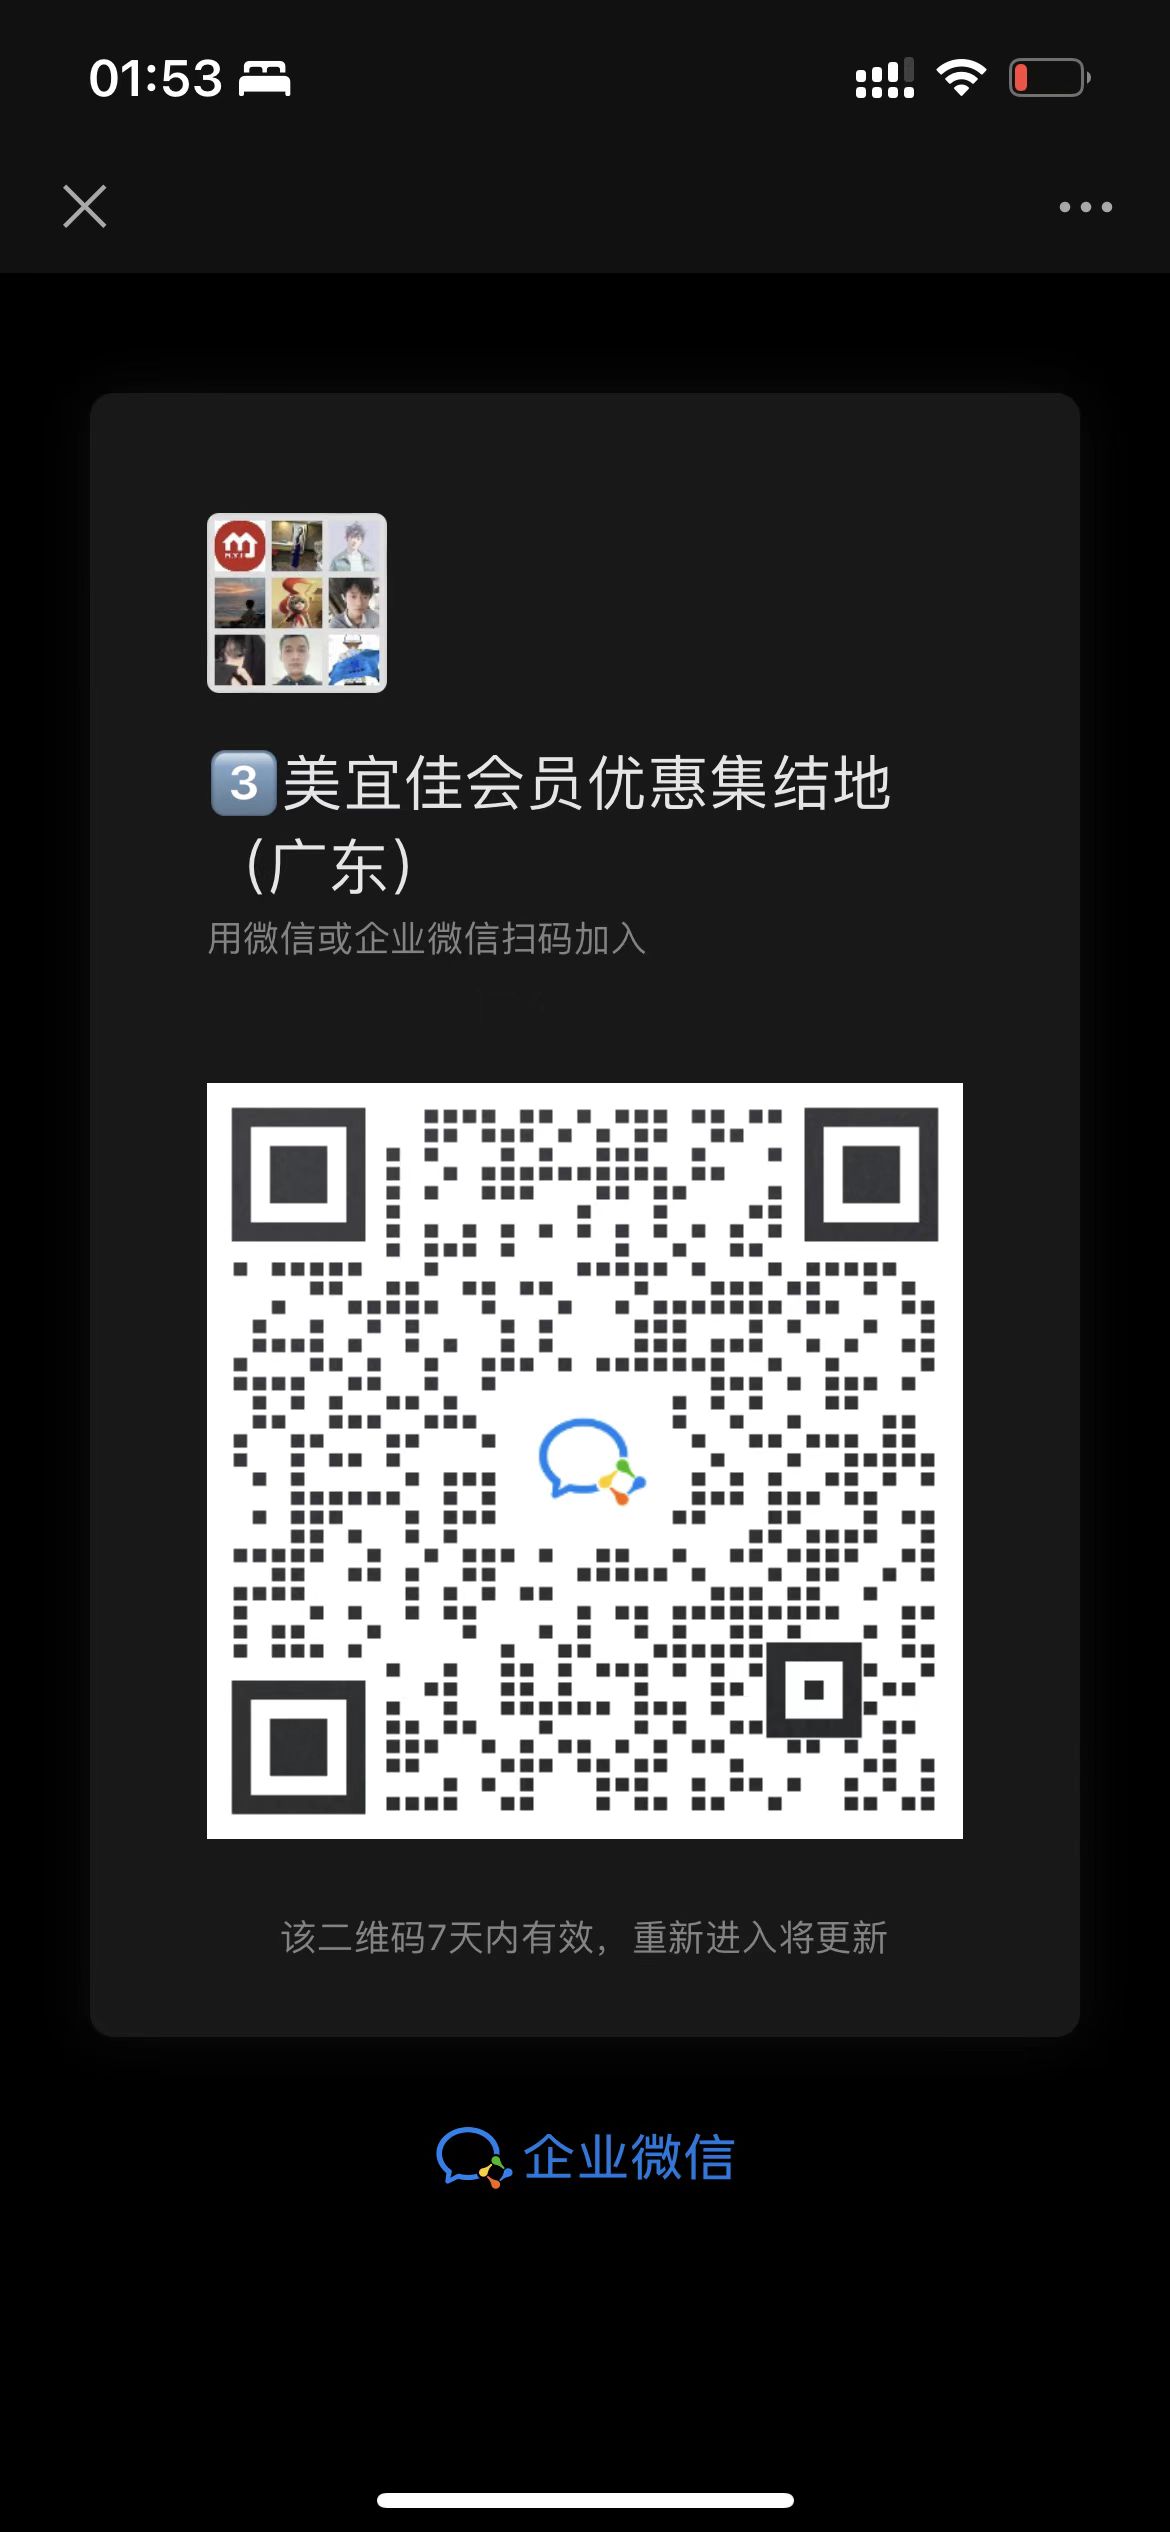 01:53
3️⃣美宜佳会员优惠集结地
（广东）
用微信或企业微信扫码加入
该二维码7天内有效，重新进入将更新
企业微信